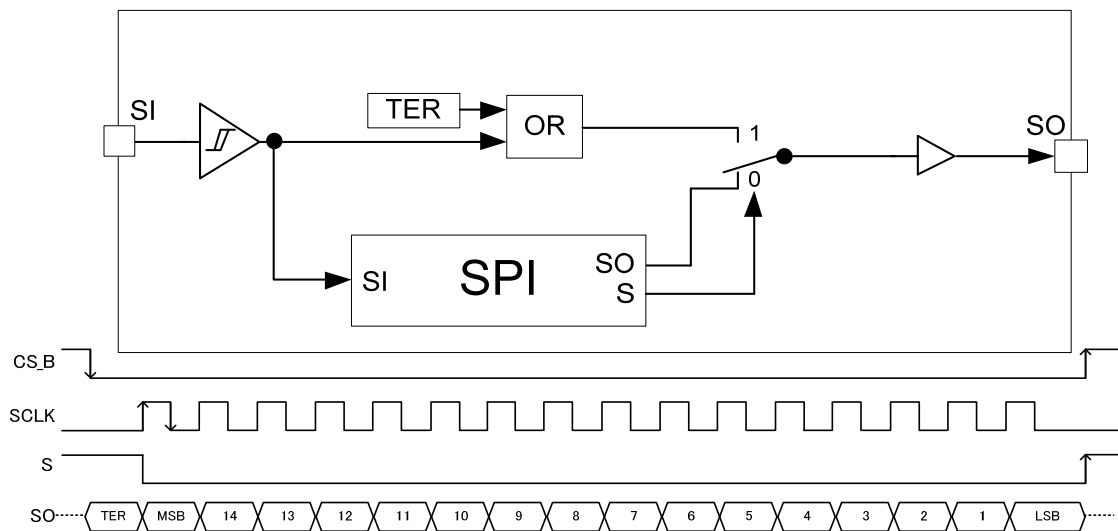 SI
TER
OR
1
SO
0
SI
SPI
SO
S
CS_B
SCLK
S
SO
TER MSB 14 13 12 11 10 9 8 7 6 5 4 3 2 1 LSB